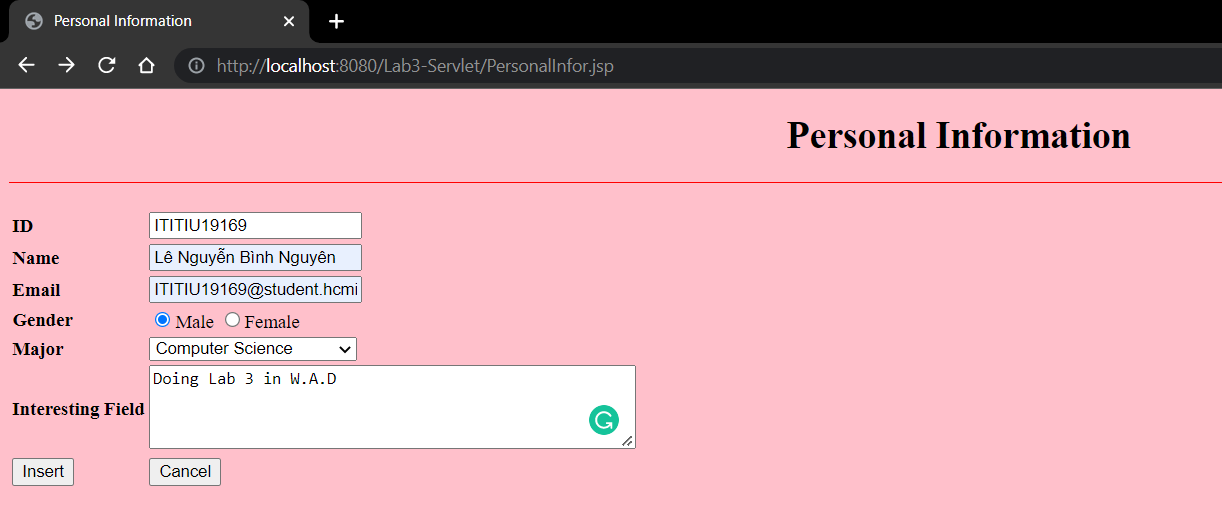 Personal Information
http://localhost:8080/Lab3-Servlet/PersonalInfor.jsp
Personal Information
ID ITITIU19169
Name Lê Nguyễn Bình Nguyên
Email ITITIU19169@student.hcmi
Gender Male Female
Major Computer Science
Interesting Field Doing Lab 3 in W.A.D
Insert Cancel